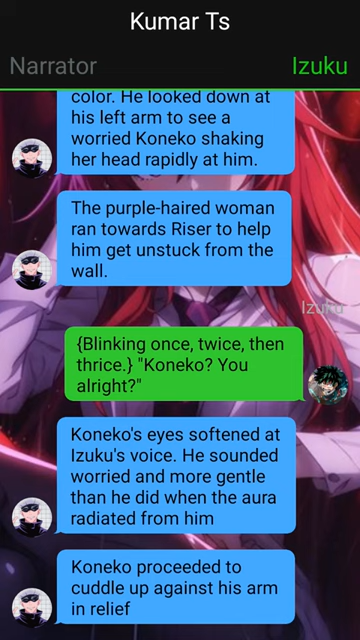 Kumar Ts
Narrator
Izuku
color. He looked down at
his left arm to see a
worried Koneko shaking
her head rapidly at him.
The purple-haired woman
ran towards Riser to help
him get unstuck from the
wall.
Izuku
{Blinking once, twice, then
thrice.} "Koneko? You
alright?"
Koneko's eyes softened at
Izuku's voice. He sounded
worried and more gentle
than he did when the aura
radiated from him
Koneko proceeded to
cuddle up against his arm
in relief